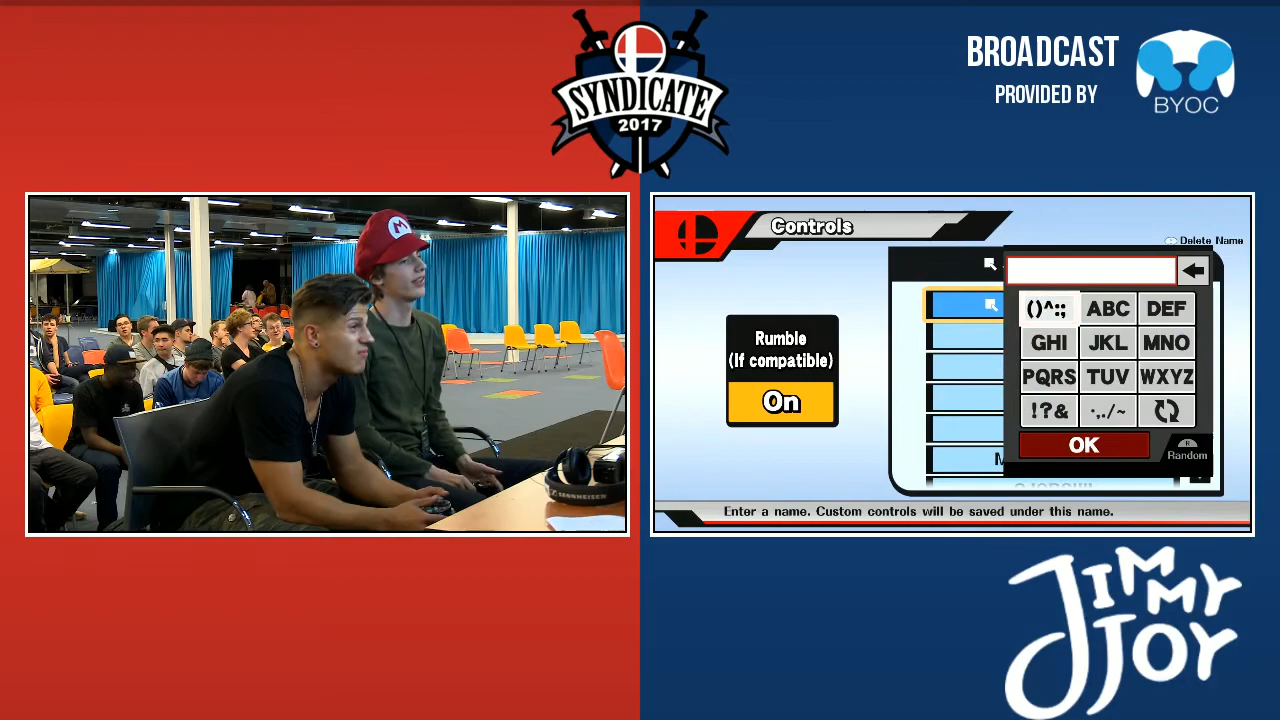 SYNDICATE
2017
BROADCAST
PROVIDED BY
BYOC
M
SENNHEISER
Controls
Delete Name
Rumble
(If compatible)
On
()^:; ABC DEF
GHI JKL MNO
PQRS TUV WXYZ
!?& ·,./~
OK
R
Random
Enter a name. Custom controls will be saved under this name.
JIMMY
JOY